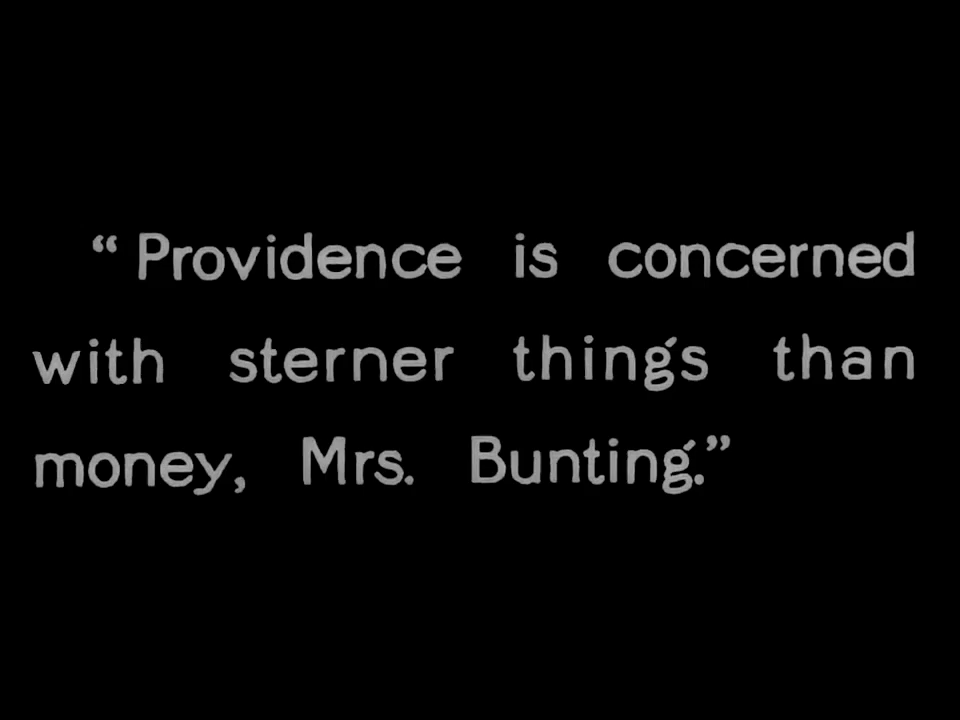 “Providence is concerned
with sterner things than
money, Mrs. Bunting.”